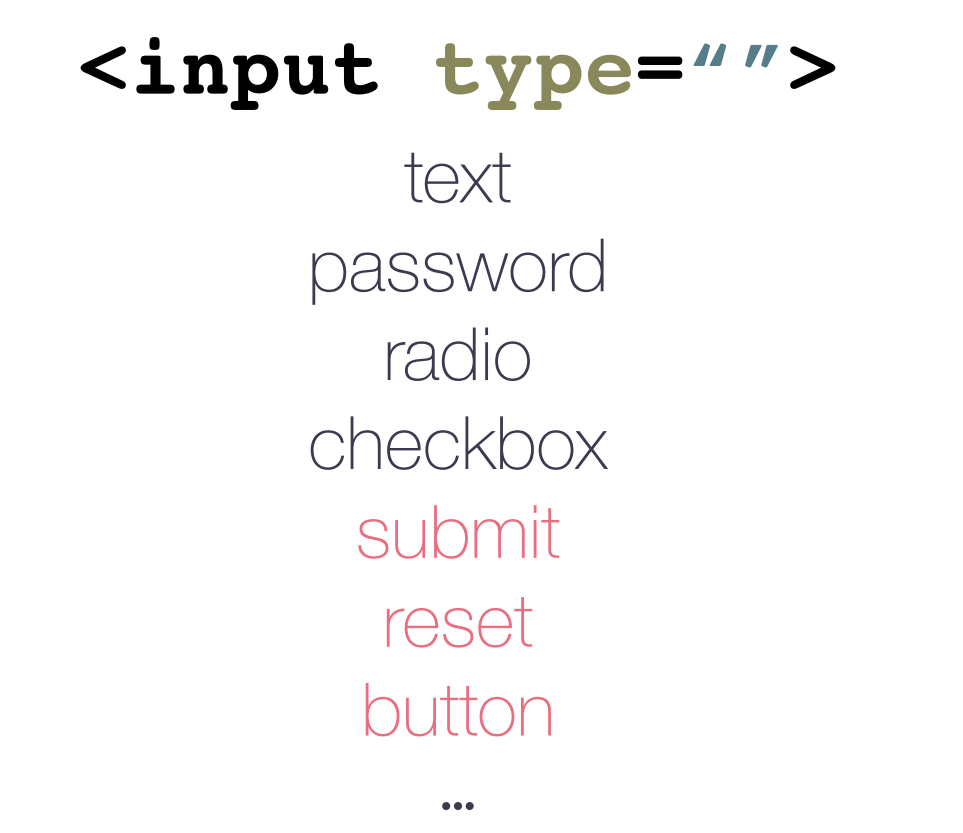 <input type=“”>
text
password
radio
checkbox
submit
reset
button
...